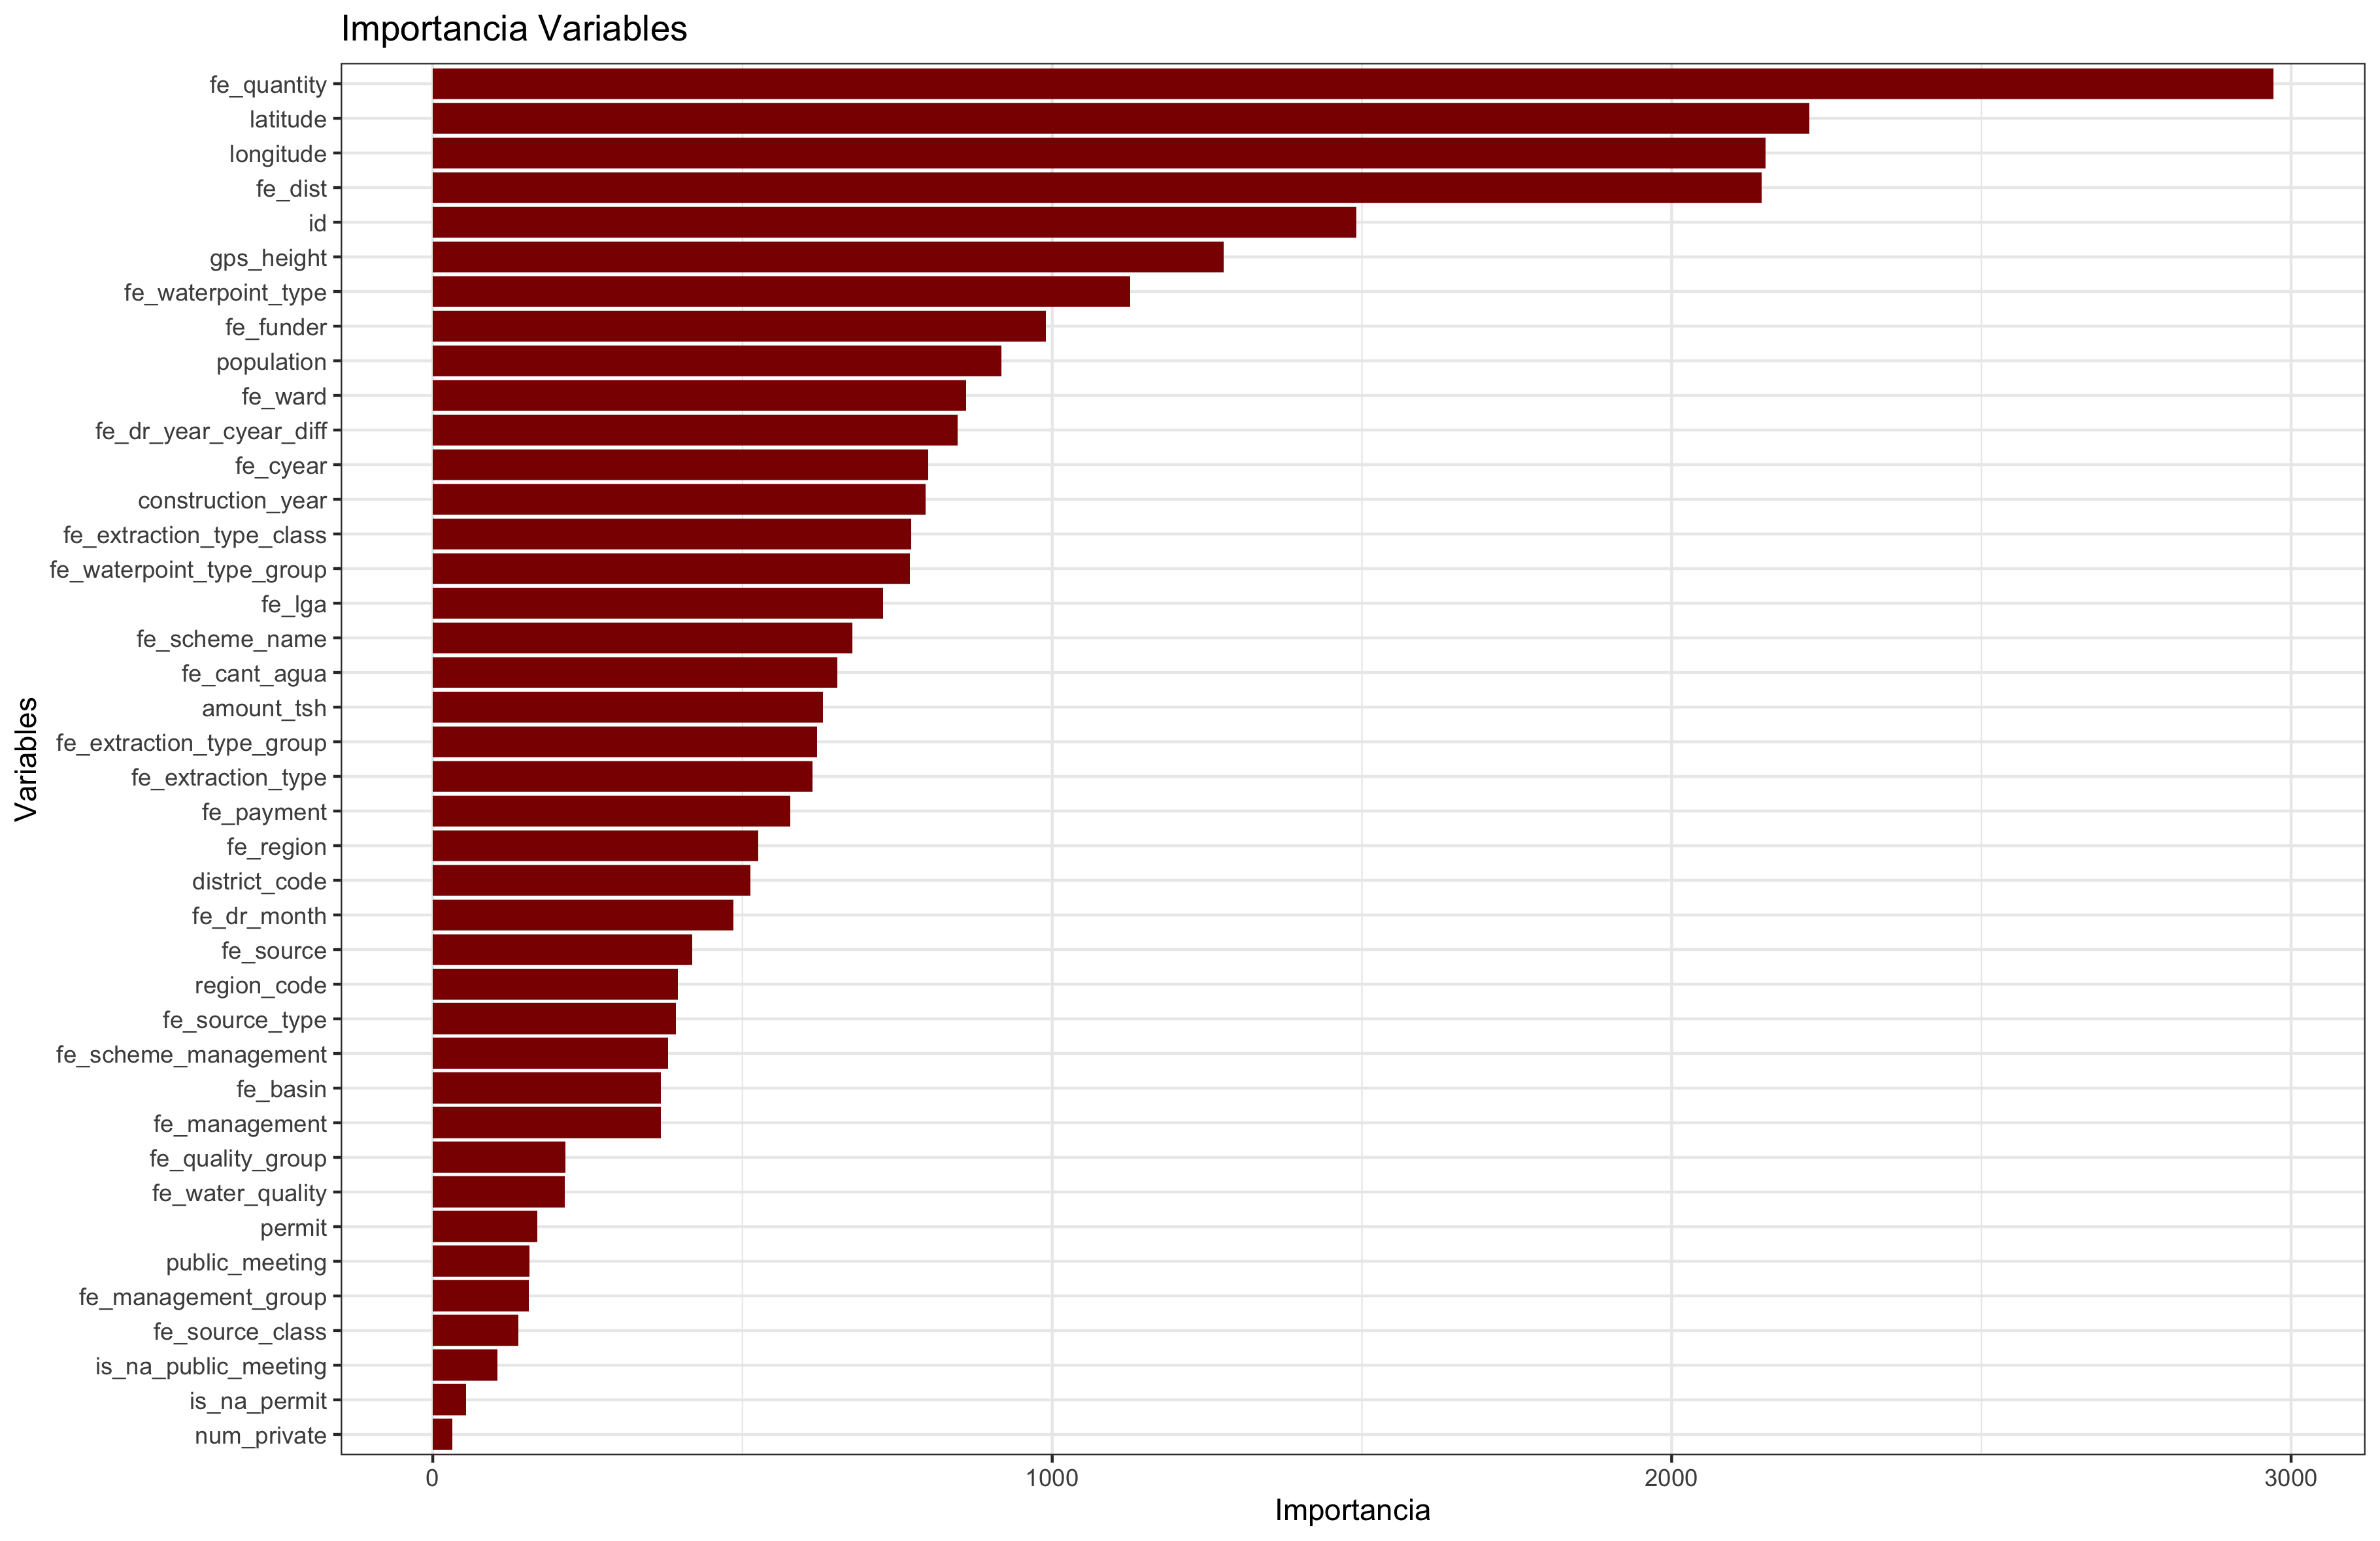 Importancia Variables
fe_quantity
latitude
longitude
fe_dist
id
gps_height
fe_waterpoint_type
fe_funder
population
fe_ward
fe_dr_year_cyear_diff
fe_cyear
construction_year
fe_extraction_type_class
fe_waterpoint_type_group
fe_lga
fe_scheme_name
fe_cant_agua
amount_tsh
fe_extraction_type_group
fe_extraction_type
fe_payment
fe_region
district_code
fe_dr_month
fe_source
region_code
fe_source_type
fe_scheme_management
fe_basin
fe_management
fe_quality_group
fe_water_quality
permit
public_meeting
fe_management_group
fe_source_class
is_na_public_meeting
is_na_permit
num_private
Variables
0 1000 2000 3000
Importancia